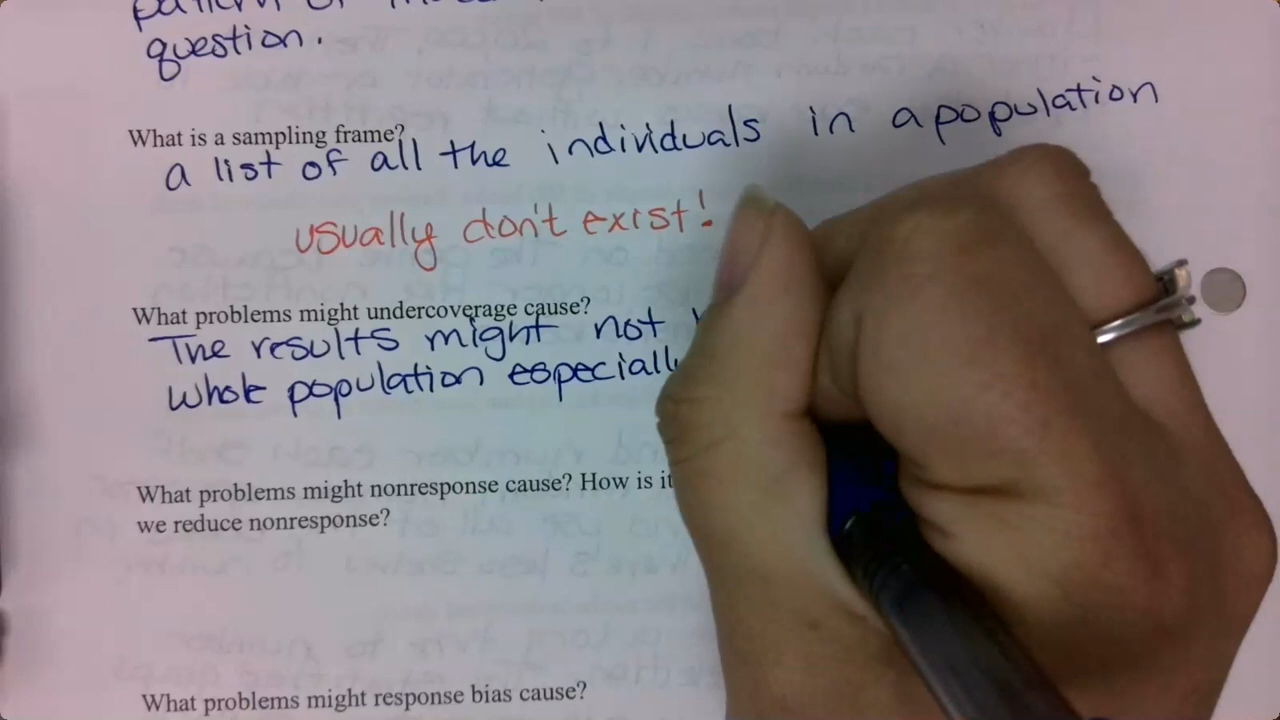 question.
What is a sampling frame?
a list of all the individuals in a population
usually don't exist!
What problems might undercoverage cause?
The results might not
whole population especially
What problems might nonresponse cause? How is it
we reduce nonresponse?
What problems might response bias cause?